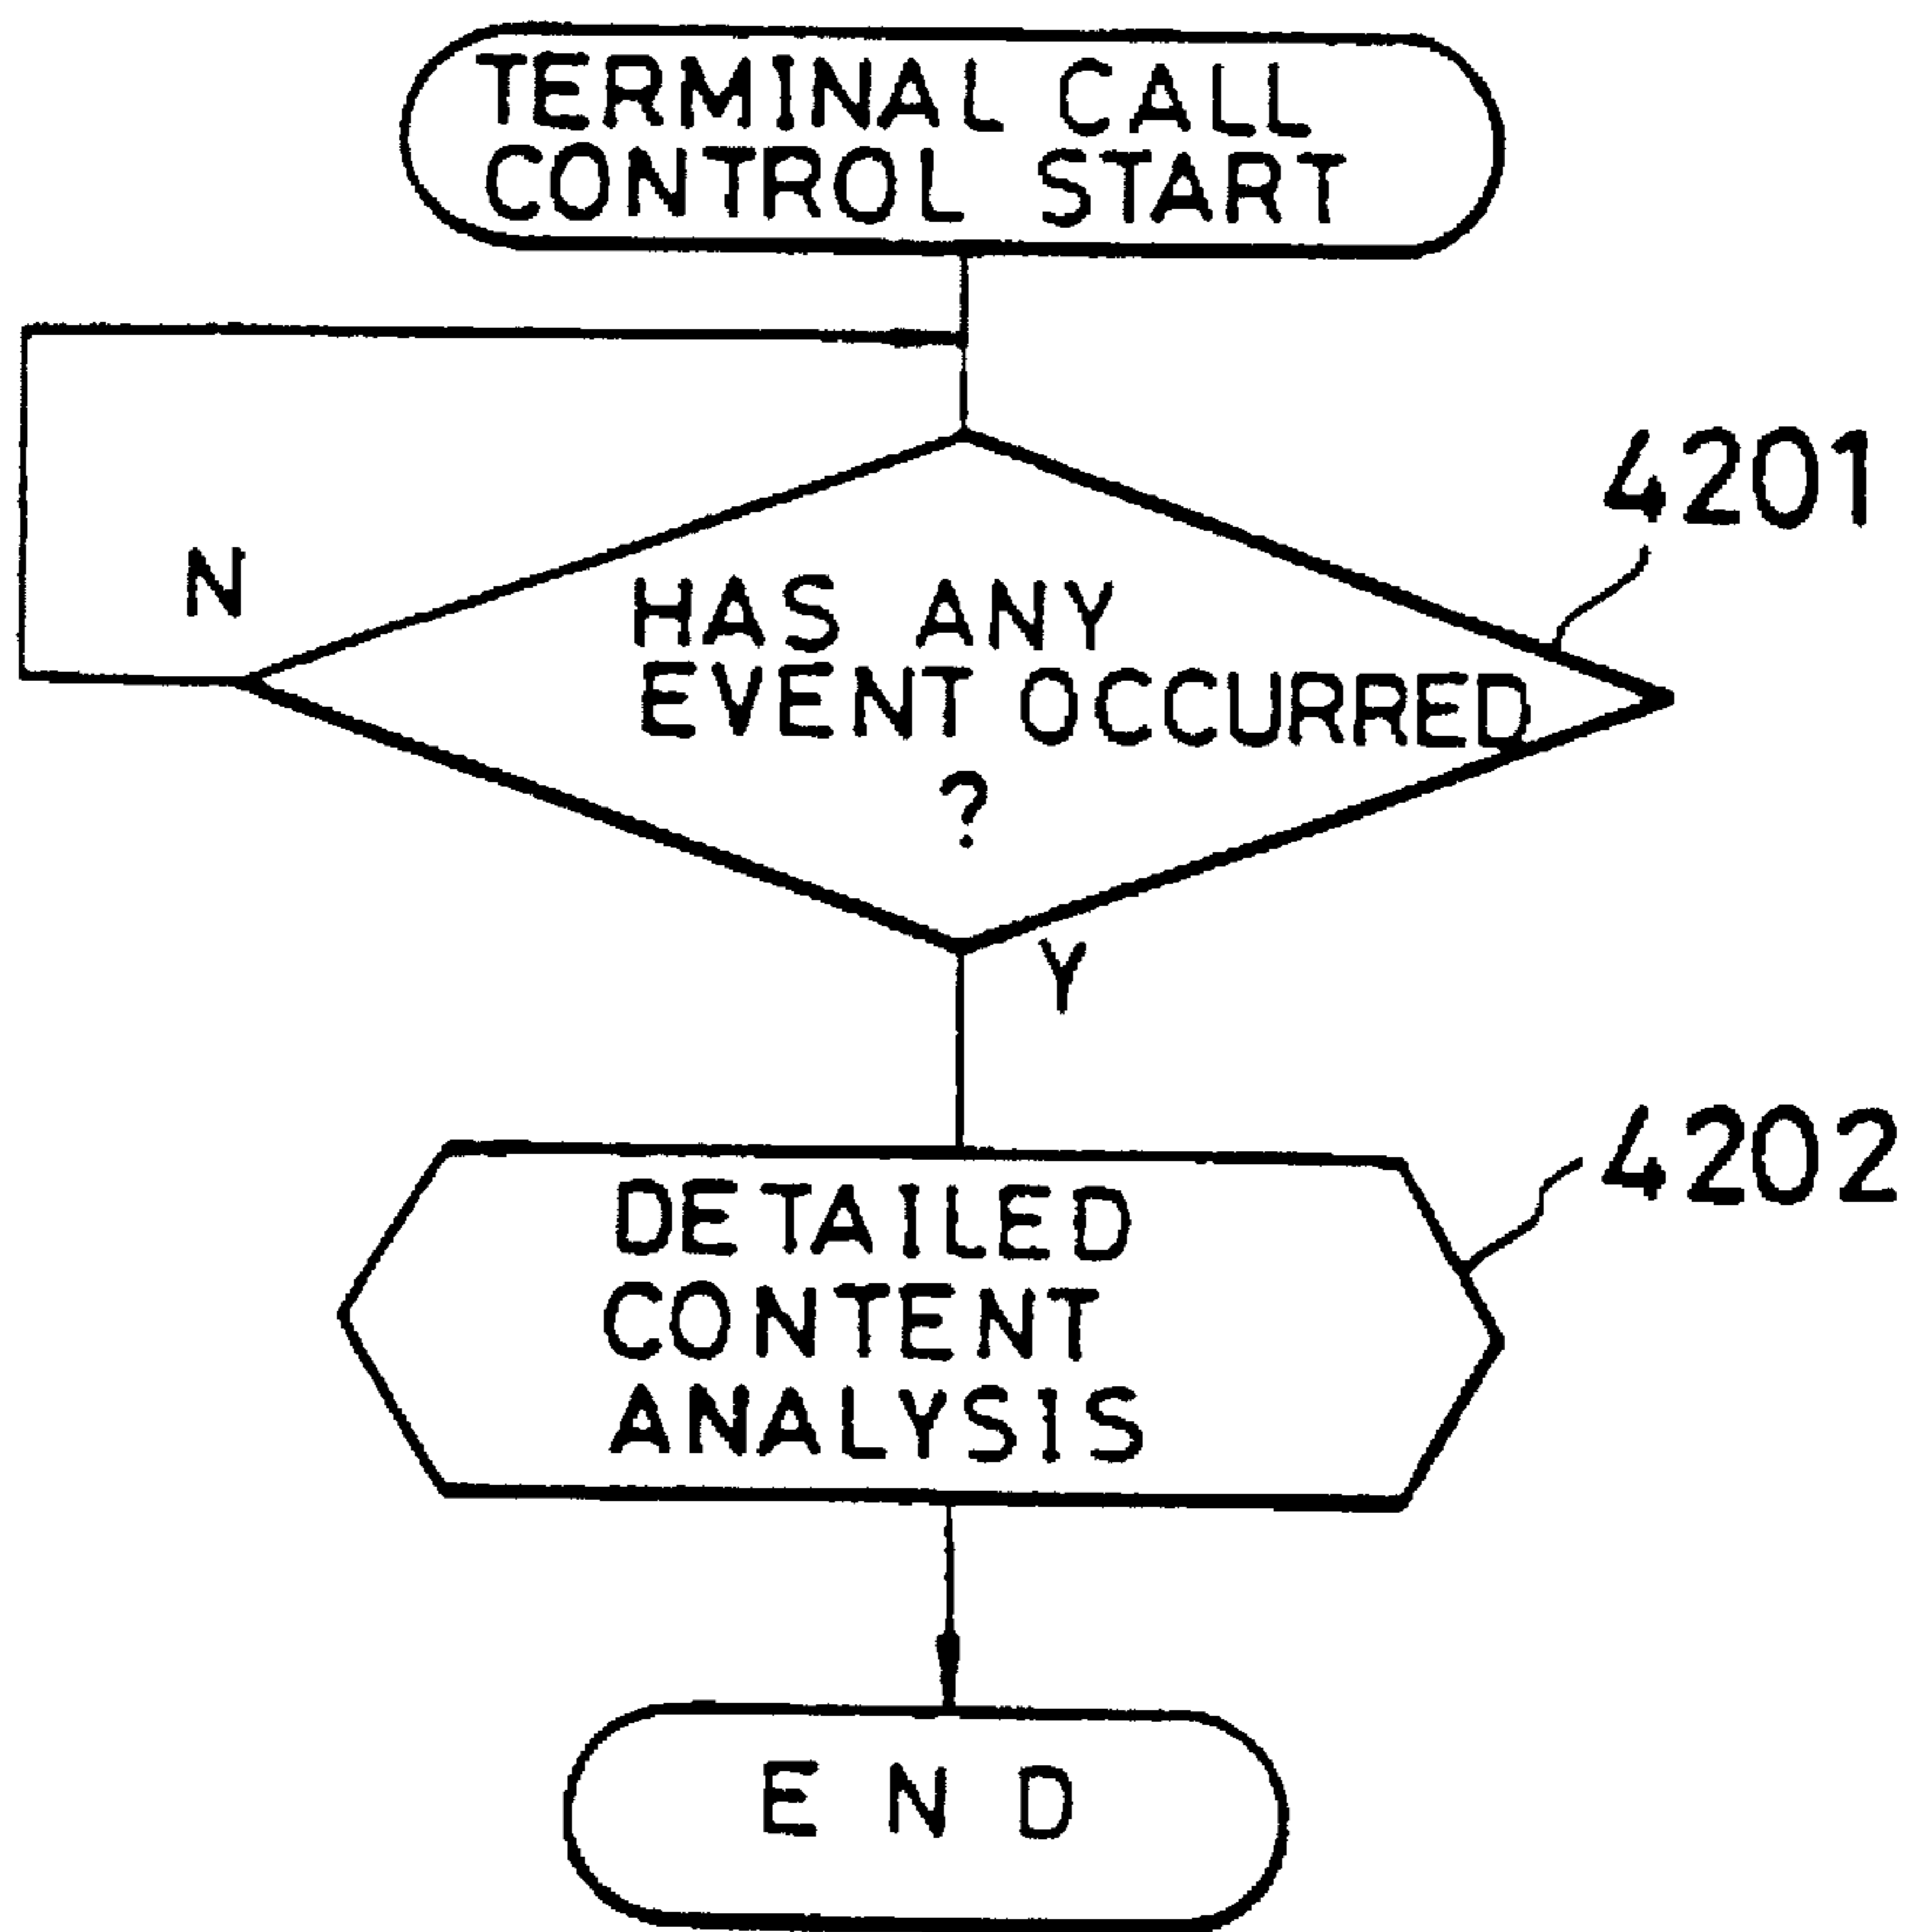 TERMINAL CALL
CONTROL START
4201
N
HAS ANY
EVENT OCCURRED
?
Y
4202
DETAILED
CONTENT
ANALYSIS
END